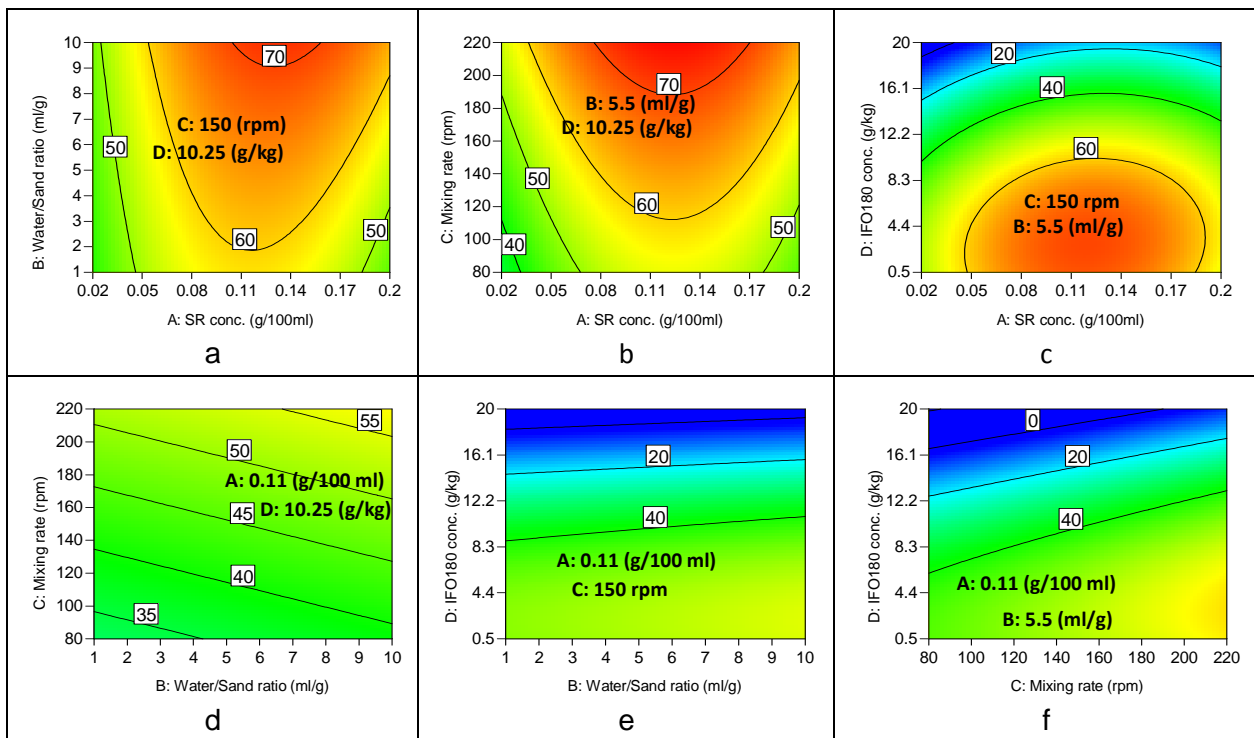 10
9
8
7
6
5
4
3
2
1
B: Water/Sand ratio (ml/g)
70
C: 150 (rpm)
D: 10.25 (g/kg)
50
60
50
0.02 0.05 0.08 0.11 0.14 0.17 0.2
A: SR conc. (g/100ml)
a
220
200
180
160
140
120
100
80
C: Mixing rate (rpm)
70
B: 5.5 (ml/g)
D: 10.25 (g/kg)
50
60
50
40
0.02 0.05 0.08 0.11 0.14 0.17 0.2
A: SR conc. (g/100ml)
b
20
16.1
12.2
8.3
4.4
0.5
D: IFO180 conc. (g/kg)
20
40
60
C: 150 rpm
B: 5.5 (ml/g)
0.02 0.05 0.08 0.11 0.14 0.17 0.2
A: SR conc. (g/100ml)
c
220
200
180
160
140
120
100
80
C: Mixing rate (rpm)
55
50
A: 0.11 (g/100 ml)
D: 10.25 (g/kg)
45
40
35
1 2 3 4 5 6 7 8 9 10
B: Water/Sand ratio (ml/g)
d
20
16.1
12.2
8.3
4.4
0.5
D: IFO180 conc. (g/kg)
20
40
A: 0.11 (g/100 ml)
C: 150 rpm
1 2 3 4 5 6 7 8 9 10
B: Water/Sand ratio (ml/g)
e
20
16.1
12.2
8.3
4.4
0.5
D: IFO180 conc. (g/kg)
0
20
40
A: 0.11 (g/100 ml)
B: 5.5 (ml/g)
80 100 120 140 160 180 200 220
C: Mixing rate (rpm)
f